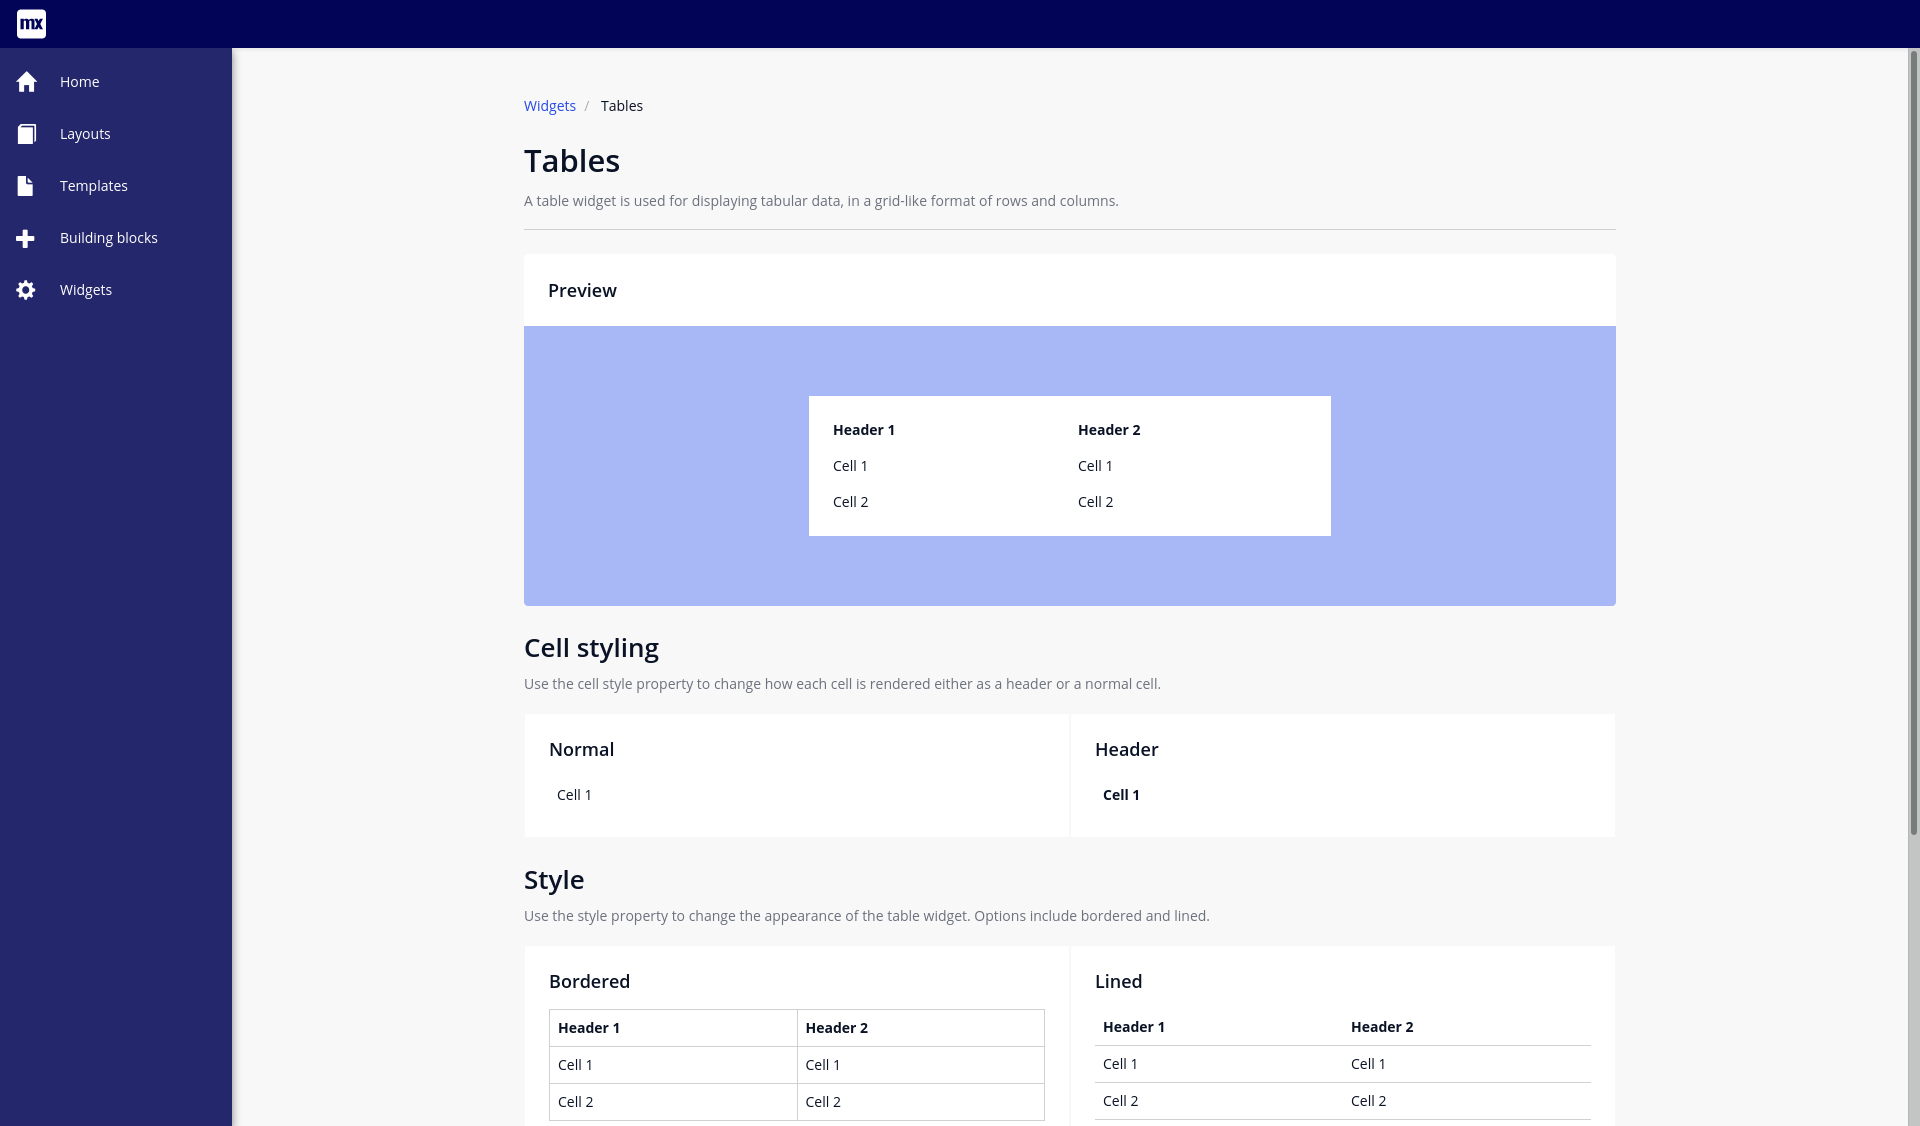 mx
Home
Layouts
Templates
Building blocks
Widgets
Widgets / Tables
Tables
A table widget is used for displaying tabular data, in a grid-like format of rows and columns.
Preview
Header 1 Header 2
Cell 1 Cell 1
Cell 2 Cell 2
Cell styling
Use the cell style property to change how each cell is rendered either as a header or a normal cell.
Normal
Cell 1
Header
Cell 1
Style
Use the style property to change the appearance of the table widget. Options include bordered and lined.
Bordered
Header 1 Header 2
Cell 1 Cell 1
Cell 2 Cell 2
Lined
Header 1 Header 2
Cell 1 Cell 1
Cell 2 Cell 2